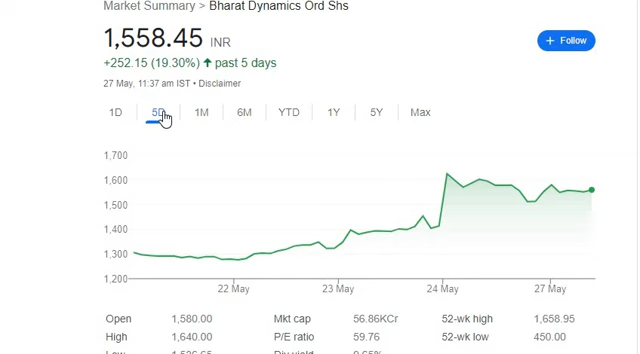 Market Summary > Bharat Dynamics Ord Shs
1,558.45 INR
+ Follow
+252.15 (19.30%) ↑ past 5 days
27 May, 11:37 am IST • Disclaimer
1D 5D 1M 6M YTD 1Y 5Y Max
1,700
1,600
1,500
1,400
1,300
1,200
22 May 23 May 24 May 27 May
Open 1,580.00 Mkt cap 56.86KCr 52-wk high 1,658.95
High 1,640.00 P/E ratio 59.76 52-wk low 450.00